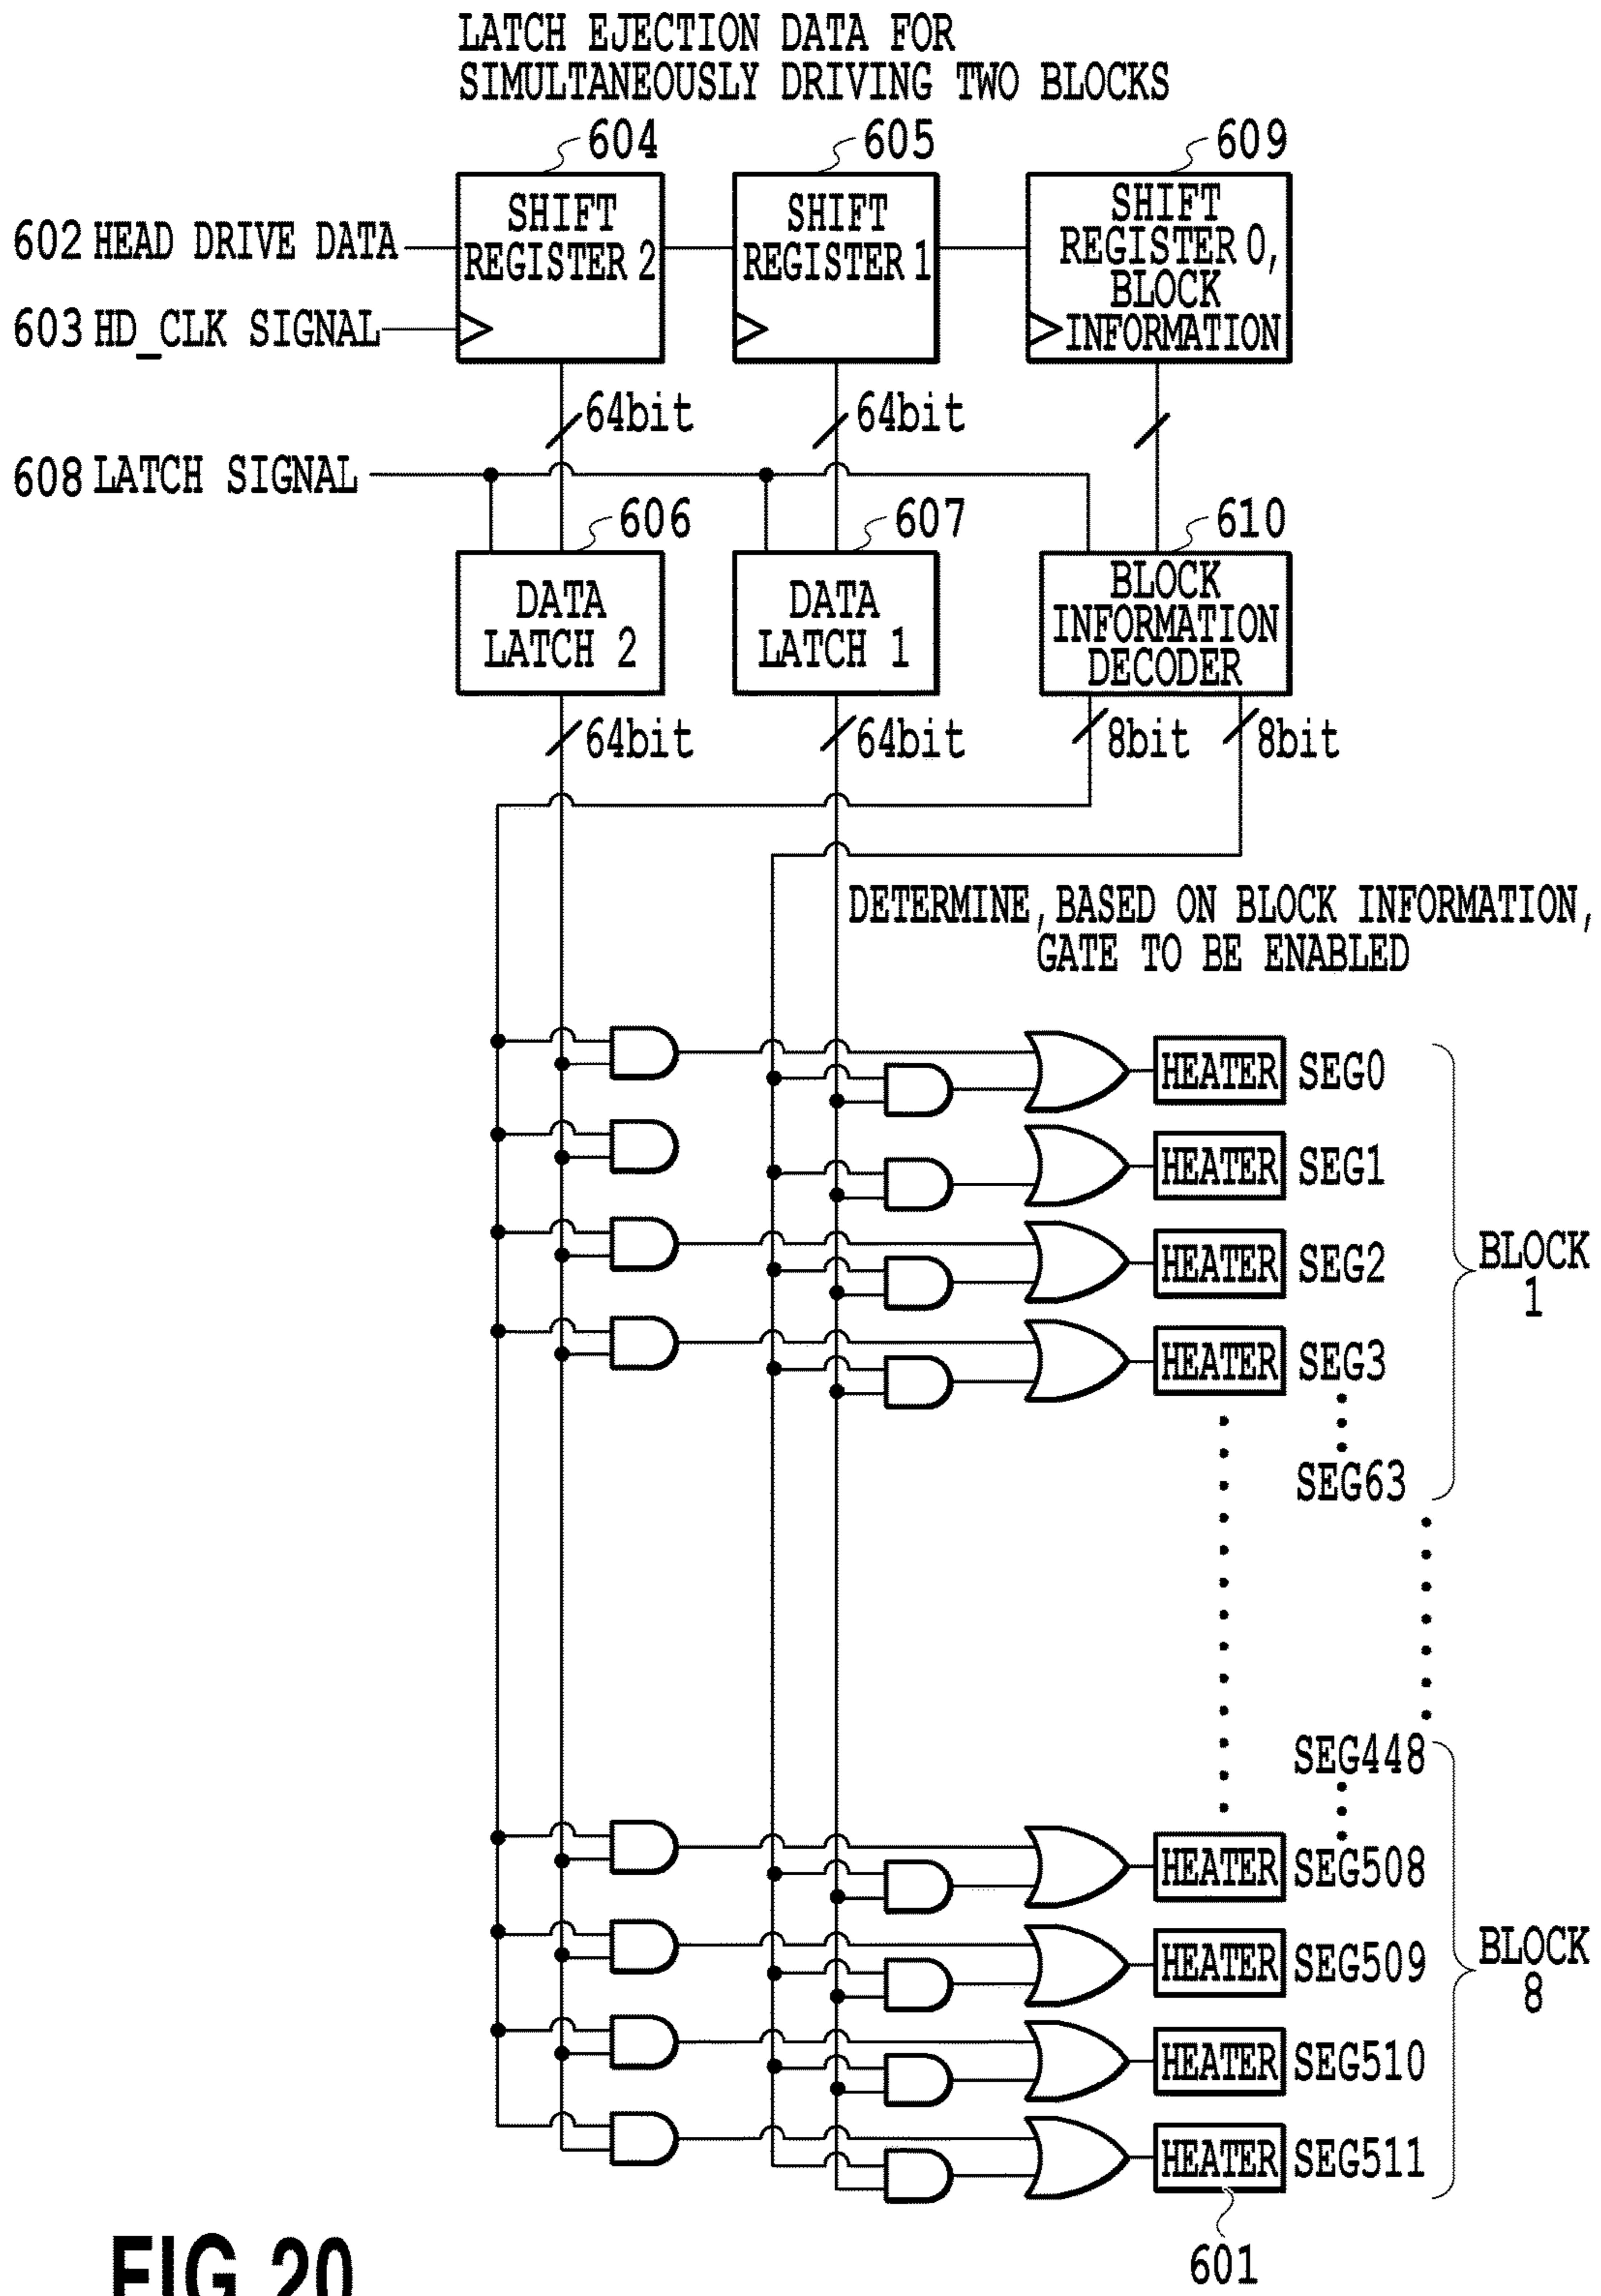 LATCH EJECTION DATA FOR
SIMULTANEOUSLY DRIVING TWO BLOCKS
604
605
609
602 HEAD DRIVE DATA
603 HD_CLK SIGNAL
SHIFT
REGISTER 2
SHIFT
REGISTER 1
SHIFT
REGISTER 0,
BLOCK
INFORMATION
64bit
64bit
608 LATCH SIGNAL
606
607
610
DATA
LATCH 2
DATA
LATCH 1
BLOCK
INFORMATION
DECODER
64bit
64bit
8bit
8bit
DETERMINE, BASED ON BLOCK INFORMATION,
GATE TO BE ENABLED
HEATER SEG0
HEATER SEG1
HEATER SEG2
HEATER SEG3
SEG63
BLOCK
1
SEG448
HEATER SEG508
HEATER SEG509
HEATER SEG510
HEATER SEG511
BLOCK
8
601
FIG.20